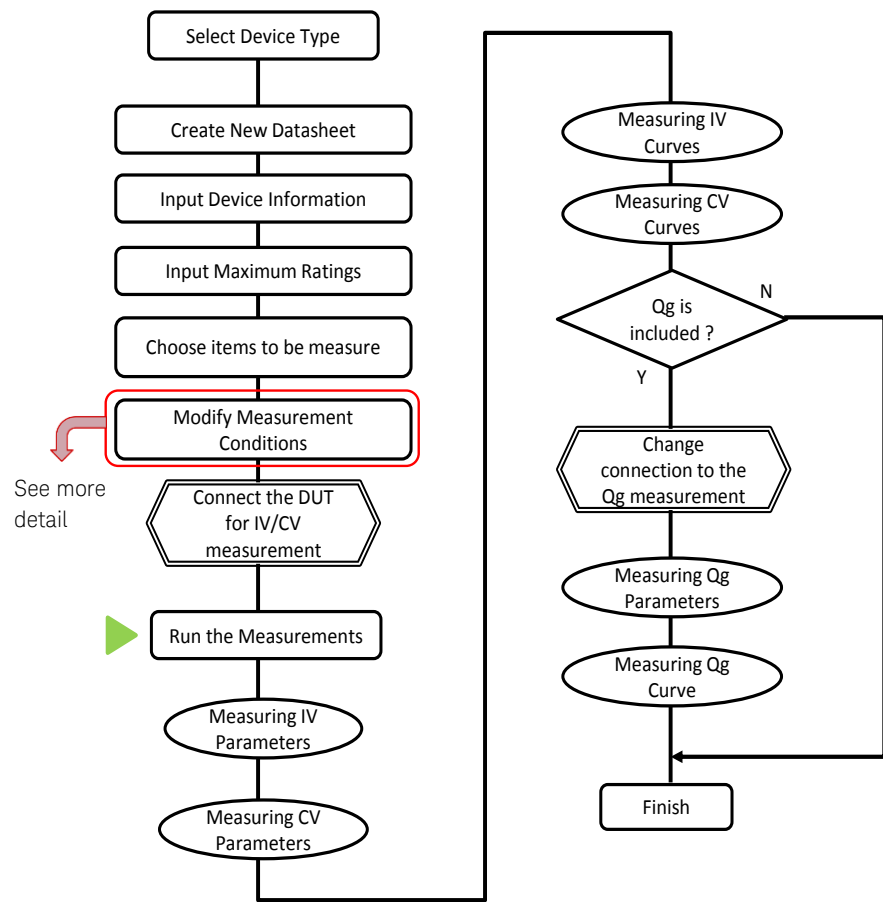 Select Device Type
Create New Datasheet
Input Device Information
Input Maximum Ratings
Choose items to be measure
Modify Measurement
Conditions
See more
detail
Connect the DUT
for IV/CV
measurement
Run the Measurements
Measuring IV
Parameters
Measuring CV
Parameters
Measuring IV
Curves
Measuring CV
Curves
Qg is
included ?
N
Y
Change
connection to the
Qg measurement
Measuring Qg
Parameters
Measuring Qg
Curve
Finish